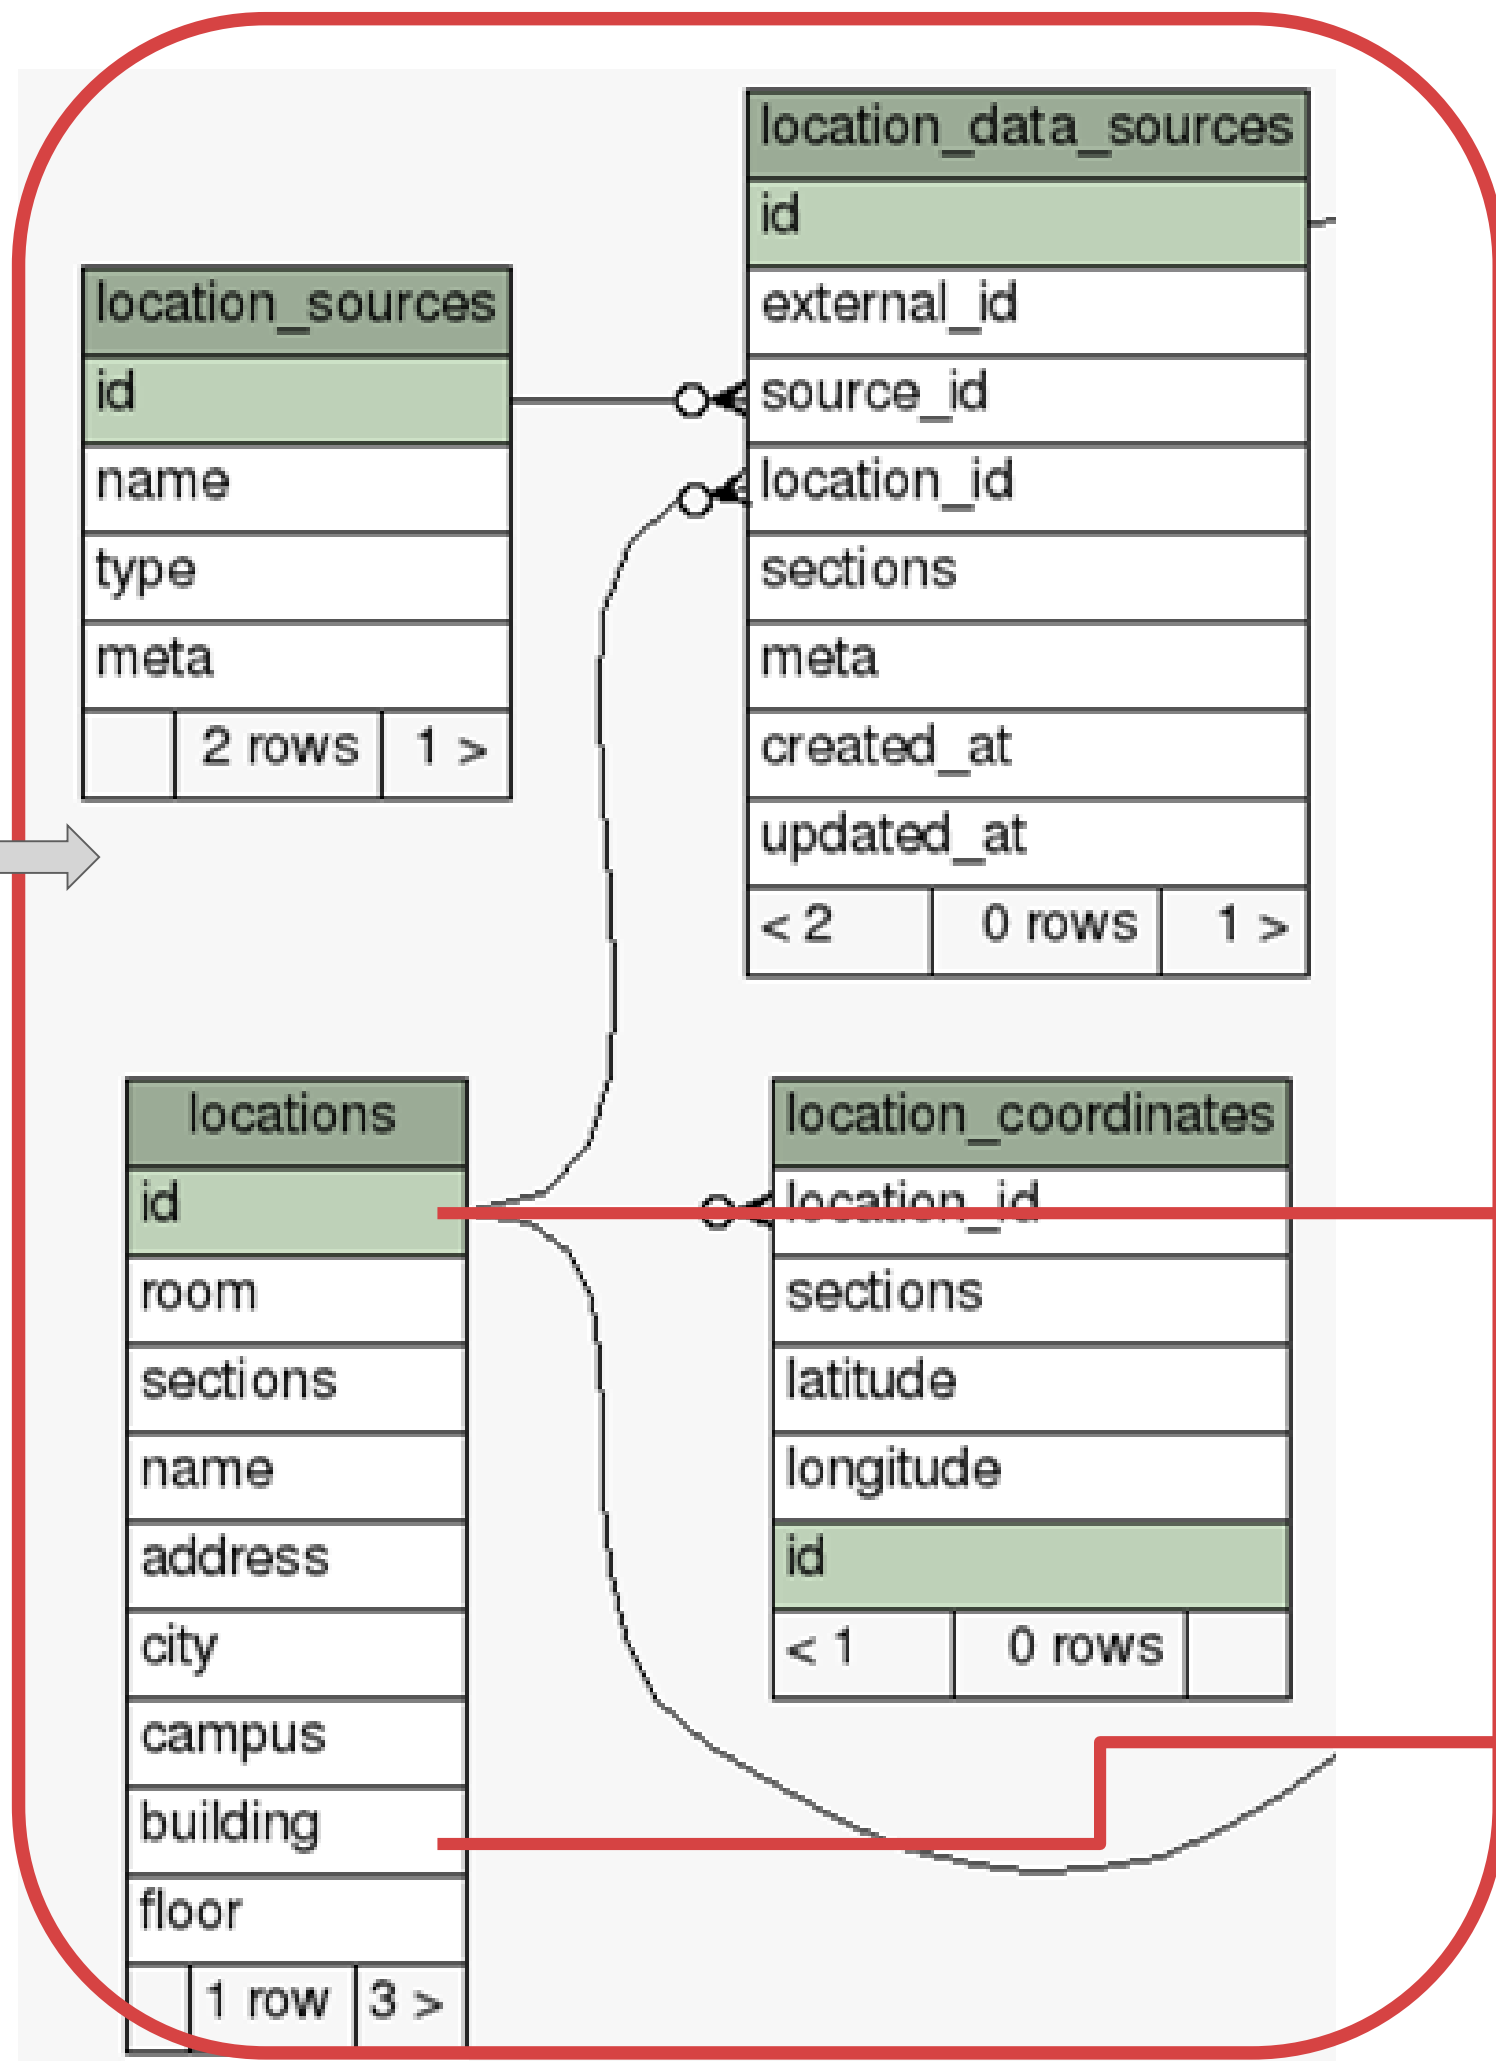 location_sources
id
name
type
meta
2 rows 1 >
location_data_sources
id
external_id
source_id
location_id
sections
meta
created_at
updated_at
< 2 0 rows 1 >
locations
id
room
sections
name
address
city
campus
building
floor
1 row 3 >
location_coordinates
location_id
sections
latitude
longitude
id
< 1 0 rows